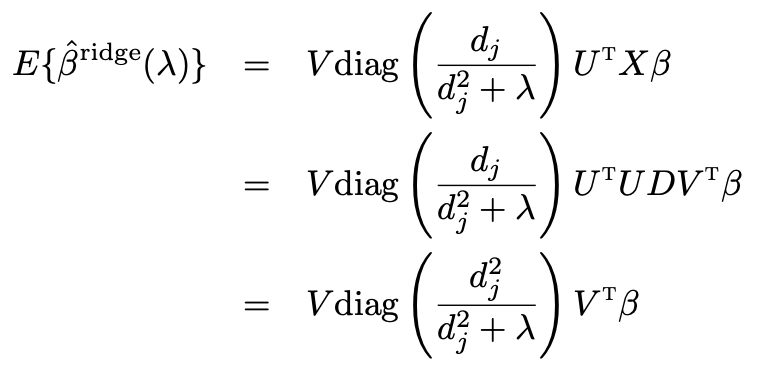 E{β̂^ridge(λ)} = V diag(d_j / (d_j^2 + λ)) U^T Xβ
= V diag(d_j / (d_j^2 + λ)) U^T U D V^T β
= V diag(d_j^2 / (d_j^2 + λ)) V^T β